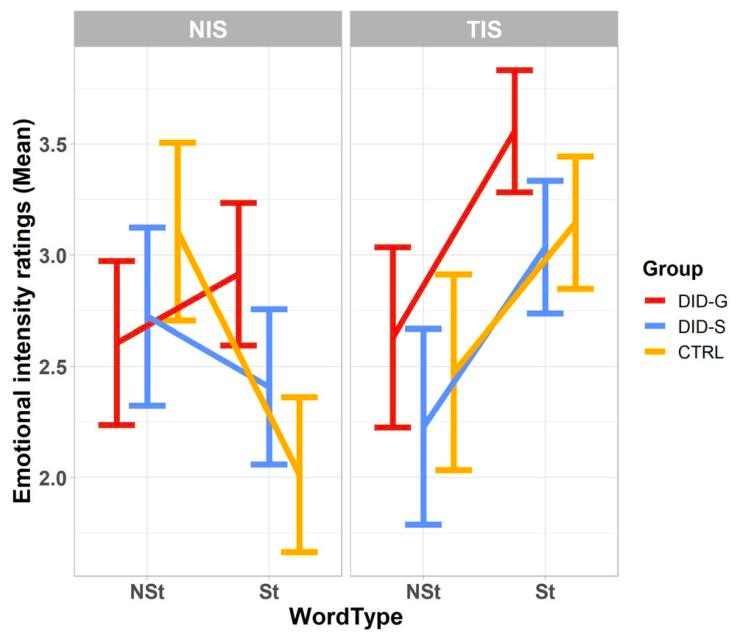 NIS TIS
Emotional intensity ratings (Mean)
3.5
3.0
2.5
2.0
NSt St NSt St
WordType
Group
DID-G
DID-S
CTRL